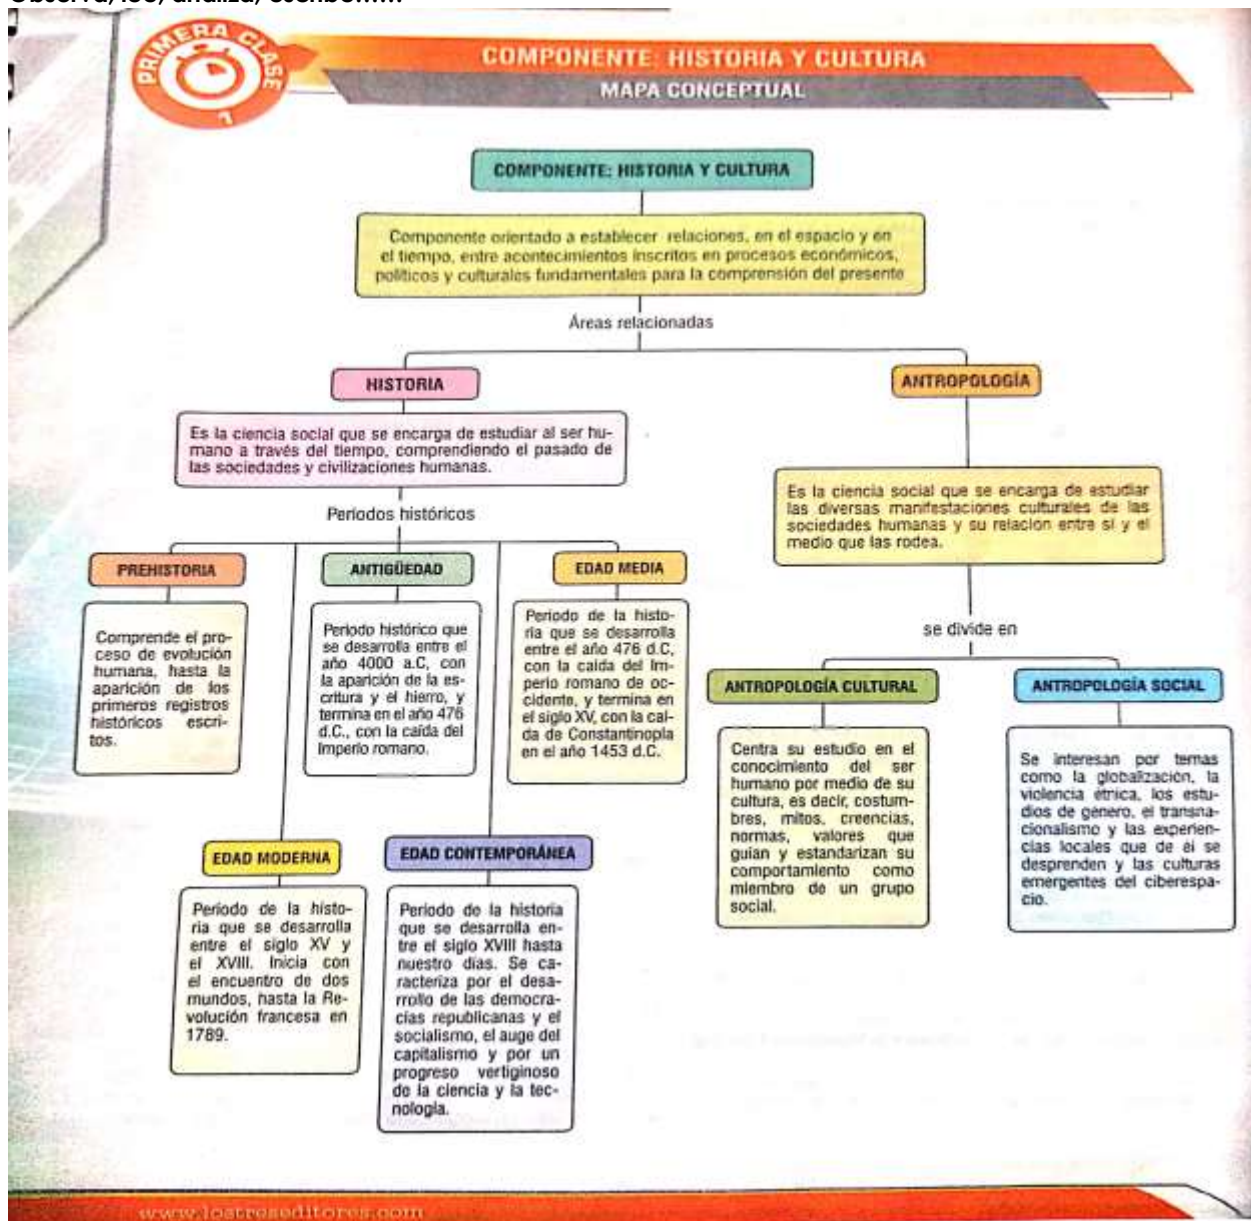 Observa, lee, analiza, escribe......
PRIMERA CLASE
1
COMPONENTE: HISTORIA Y CULTURA
MAPA CONCEPTUAL
COMPONENTE: HISTORIA Y CULTURA
Componente orientado a establecer relaciones, en el espacio y en
el tiempo, entre acontecimientos inscritos en procesos económicos,
políticos y culturales fundamentales para la comprensión del presente
Áreas relacionadas
HISTORIA
Es la ciencia social que se encarga de estudiar al ser hu-
mano a través del tiempo, comprendiendo el pasado de
las sociedades y civilizaciones humanas.
Periodos históricos
PREHISTORIA
Comprende el pro-
ceso de evolución
humana, hasta la
aparición de los
primeros registros
históricos escri-
tos.
ANTIGÜEDAD
Periodo histórico que
se desarrolla entre el
año 4000 a.C, con
la aparición de la es-
critura y el hierro, y
termina en el año 476
d.C., con la caída del
Imperio romano.
EDAD MEDIA
Periodo de la histo-
ria que se desarrolla
entre el año 476 d.C,
con la caída del Im-
perio romano de oc-
cidente, y termina en
el siglo XV, con la caí-
da de Constantinopla
en el año 1453 d.C.
EDAD MODERNA
Periodo de la histo-
ria que se desarrolla
entre el siglo XV y
el XVIII. Inicia con
el encuentro de dos
mundos, hasta la Re-
volución francesa en
1789.
EDAD CONTEMPORÁNEA
Periodo de la historia
que se desarrolla en-
tre el siglo XVIII hasta
nuestro días. Se ca-
racteriza por el desa-
rrollo de las democra-
cias republicanas y el
socialismo, el auge del
capitalismo y por un
progreso vertiginoso
de la ciencia y la tec-
nología.
ANTROPOLOGÍA
Es la ciencia social que se encarga de estudiar
las diversas manifestaciones culturales de las
sociedades humanas y su relación entre sí y el
medio que las rodea.
se divide en
ANTROPOLOGÍA CULTURAL
Centra su estudio en el
conocimiento del ser
humano por medio de su
cultura, es decir, costum-
bres, mitos, creencias,
normas, valores que
guían y estandarizan su
comportamiento como
miembro de un grupo
social.
ANTROPOLOGÍA SOCIAL
Se interesan por temas
como la globalización, la
violencia étnica, los estu-
dios de género, el transna-
cionalismo y las experien-
cias locales que de él se
desprenden y las culturas
emergentes del ciberespa-
cio.
www.lostreseditores.com